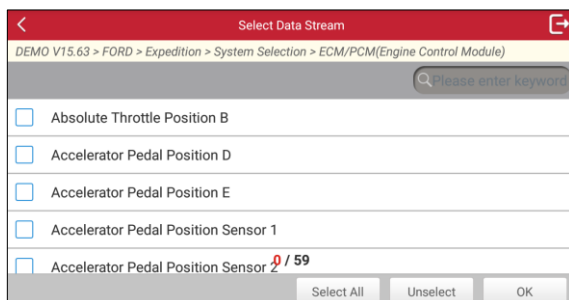 Select Data Stream
DEMO V15.63 > FORD > Expedition > System Selection > ECM/PCM(Engine Control Module)
Please enter keyword
Absolute Throttle Position B
Accelerator Pedal Position D
Accelerator Pedal Position E
Accelerator Pedal Position Sensor 1
Accelerator Pedal Position Sensor 2
0 / 59
Select All Unselect OK